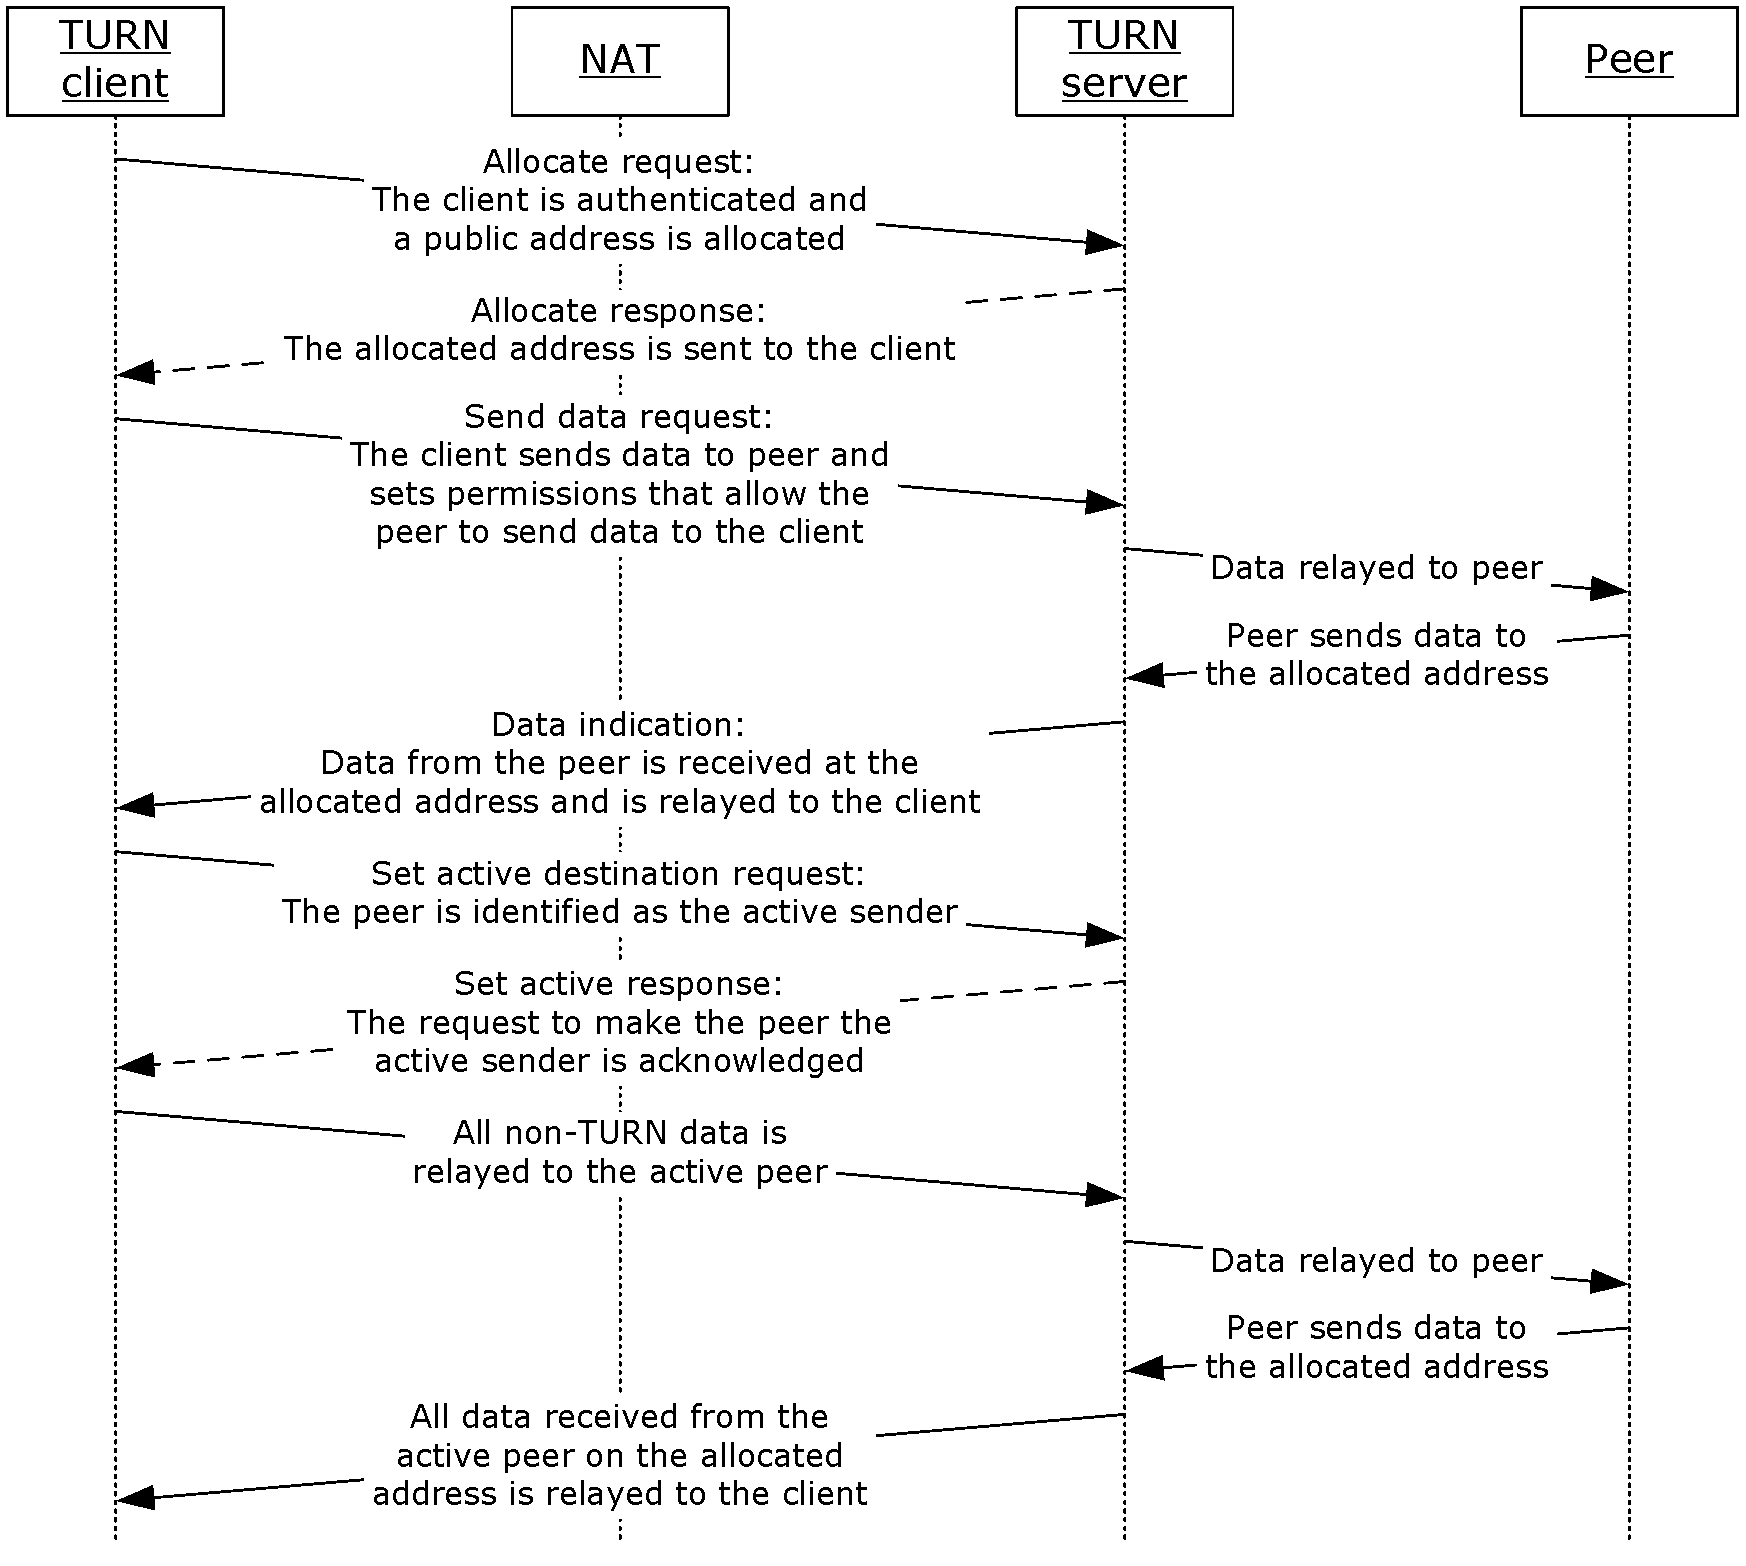 TURN
client
NAT
TURN
server
Peer
Allocate request:
The client is authenticated and
a public address is allocated
Allocate response:
The allocated address is sent to the client
Send data request:
The client sends data to peer and
sets permissions that allow the
peer to send data to the client
Data relayed to peer
Peer sends data to
the allocated address
Data indication:
Data from the peer is received at the
allocated address and is relayed to the client
Set active destination request:
The peer is identified as the active sender
Set active response:
The request to make the peer the
active sender is acknowledged
All non-TURN data is
relayed to the active peer
Data relayed to peer
Peer sends data to
the allocated address
All data received from the
active peer on the allocated
address is relayed to the client